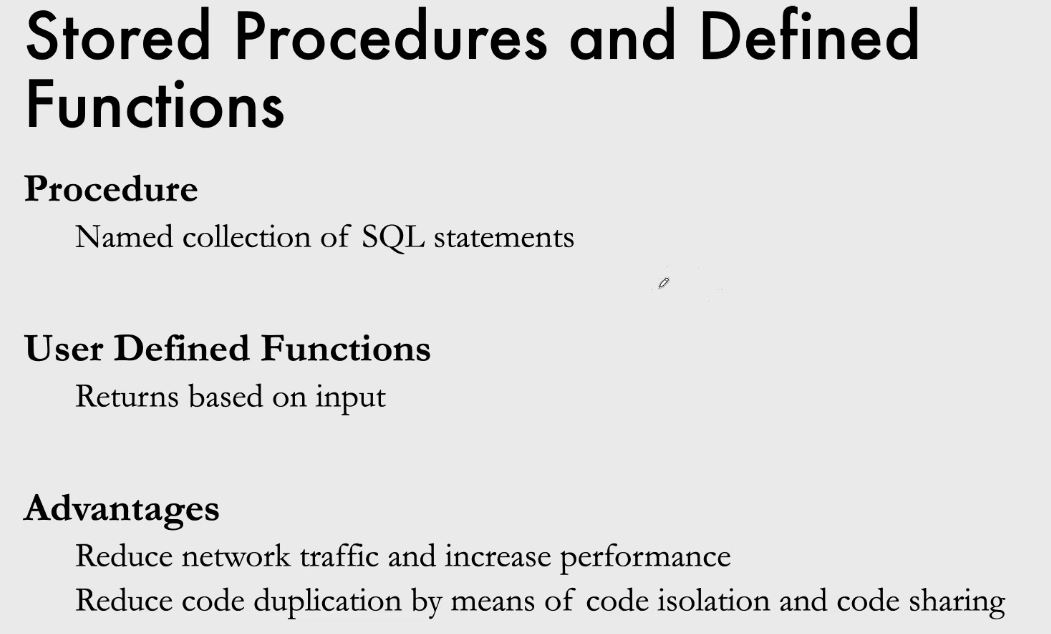 Stored Procedures and Defined
Functions
Procedure
Named collection of SQL statements
User Defined Functions
Returns based on input
Advantages
Reduce network traffic and increase performance
Reduce code duplication by means of code isolation and code sharing